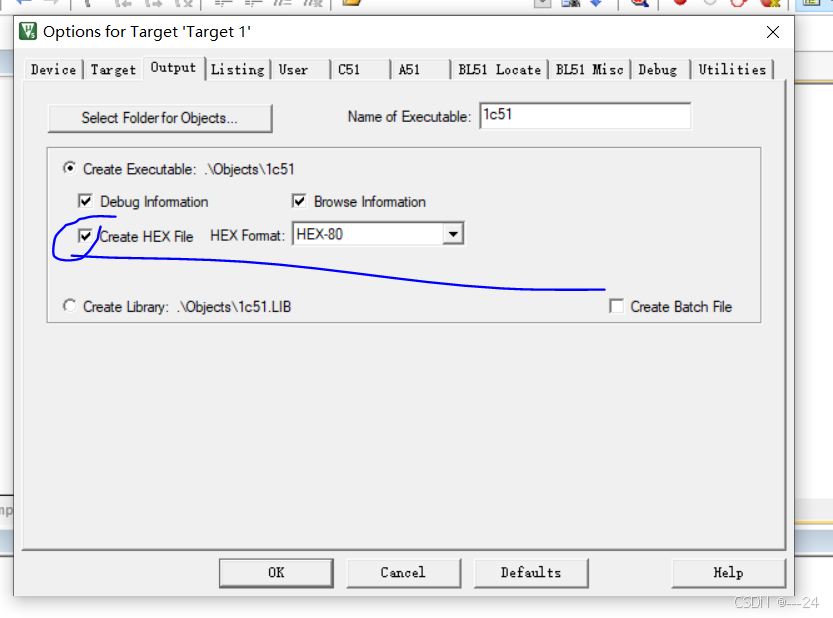 Options for Target 'Target 1'
Device Target Output Listing User C51 A51 BL51 Locate BL51 Misc Debug Utilities
Select Folder for Objects... Name of Executable: 1c51
Create Executable: .\Objects\1c51
Debug Information Browse Information
Create HEX File HEX Format: HEX-80
Create Library: .\Objects\1c51.LIB Create Batch File
OK Cancel Defaults Help
CSDN @---24